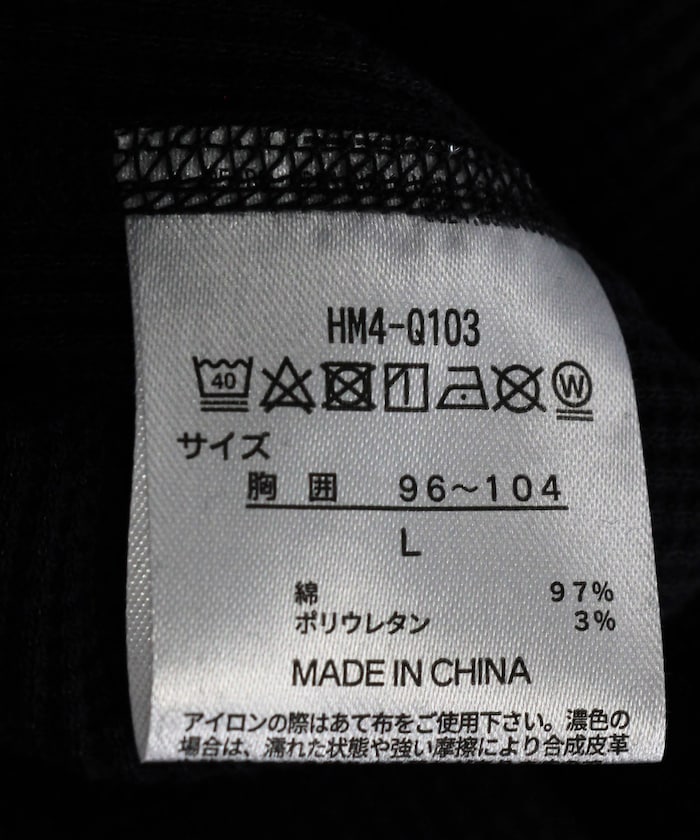 HM4-Q103
40 W
サイズ
胸 囲 96～104
L
綿 97%
ポリウレタン 3%
MADE IN CHINA
アイロンの際はあて布をご使用下さい。濃色の
場合は、濡れた状態や強い摩擦により合成皮革